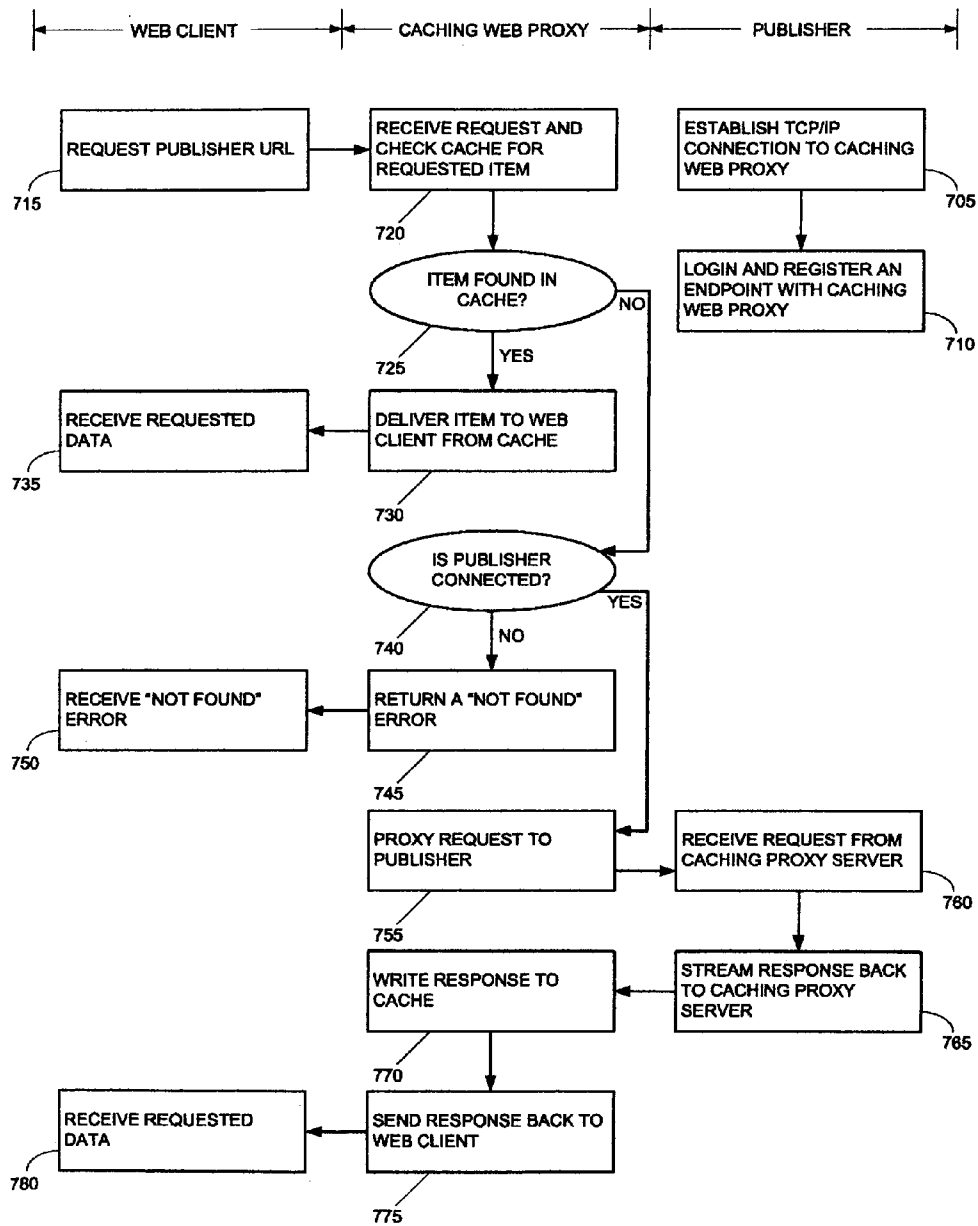 WEB CLIENT
CACHING WEB PROXY
PUBLISHER
REQUEST PUBLISHER URL
715
RECEIVE REQUEST AND
CHECK CACHE FOR
REQUESTED ITEM
720
ESTABLISH TCP/IP
CONNECTION TO CACHING
WEB PROXY
705
LOGIN AND REGISTER AN
ENDPOINT WITH CACHING
WEB PROXY
710
ITEM FOUND IN
CACHE?
NO
725
YES
RECEIVE REQUESTED
DATA
735
DELIVER ITEM TO WEB
CLIENT FROM CACHE
730
IS PUBLISHER
CONNECTED?
YES
740
NO
RECEIVE "NOT FOUND"
ERROR
750
RETURN A "NOT FOUND"
ERROR
745
PROXY REQUEST TO
PUBLISHER
755
RECEIVE REQUEST FROM
CACHING PROXY SERVER
760
WRITE RESPONSE TO
CACHE
770
STREAM RESPONSE BACK
TO CACHING PROXY
SERVER
765
RECEIVE REQUESTED
DATA
780
SEND RESPONSE BACK TO
WEB CLIENT
775